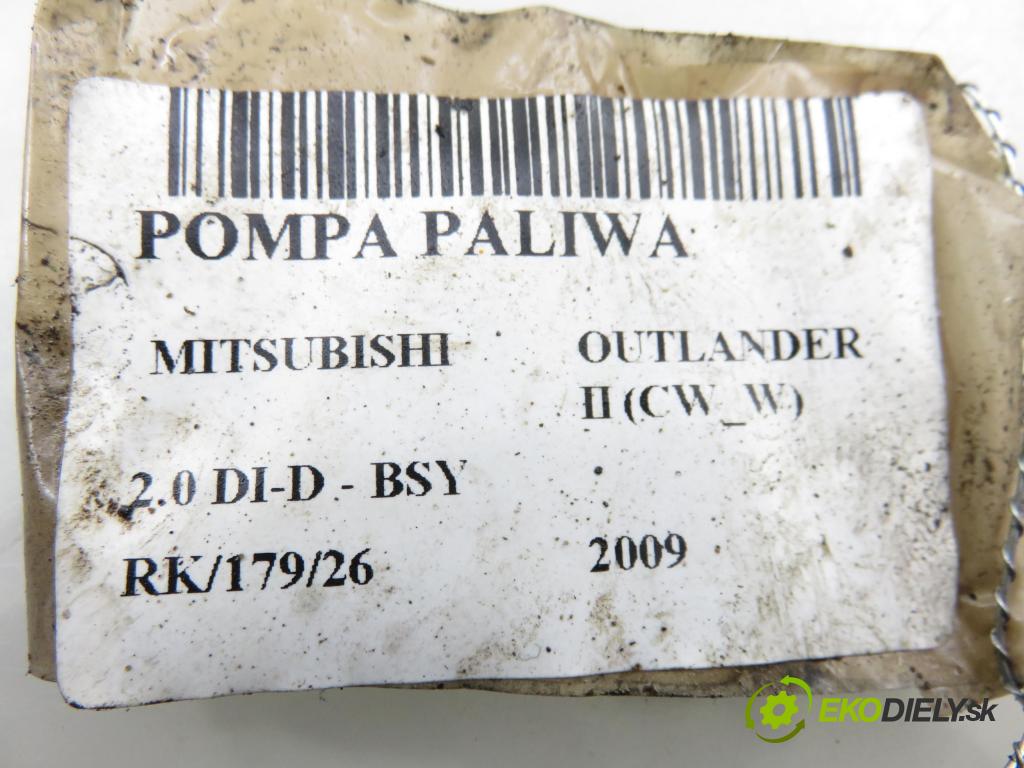 POMPA PALIWA
MITSUBISHI OUTLANDER
II (CW_W)
2.0 DI-D - BSY
RK/179/26 2009
EKODIELY.sk